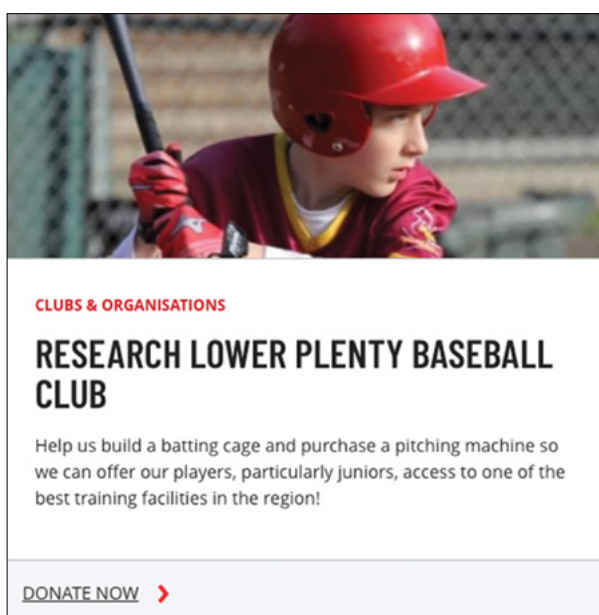 CLUBS & ORGANISATIONS
RESEARCH LOWER PLENTY BASEBALL
CLUB
Help us build a batting cage and purchase a pitching machine so
we can offer our players, particularly juniors, access to one of the
best training facilities in the region!
DONATE NOW